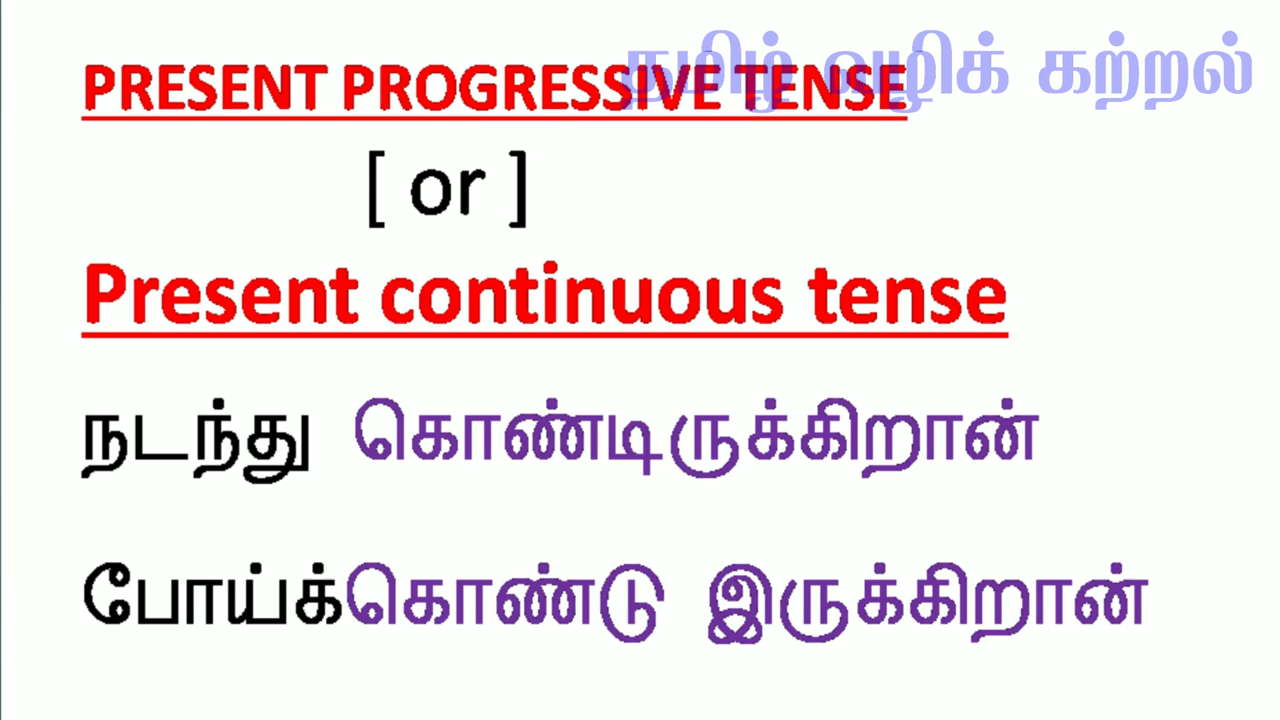 தமிழ் வழிக் கற்றல்
PRESENT PROGRESSIVE TENSE
[ or ]
Present continuous tense
நடந்து கொண்டிருக்கிறான்
போய்க்கொண்டு இருக்கிறான்